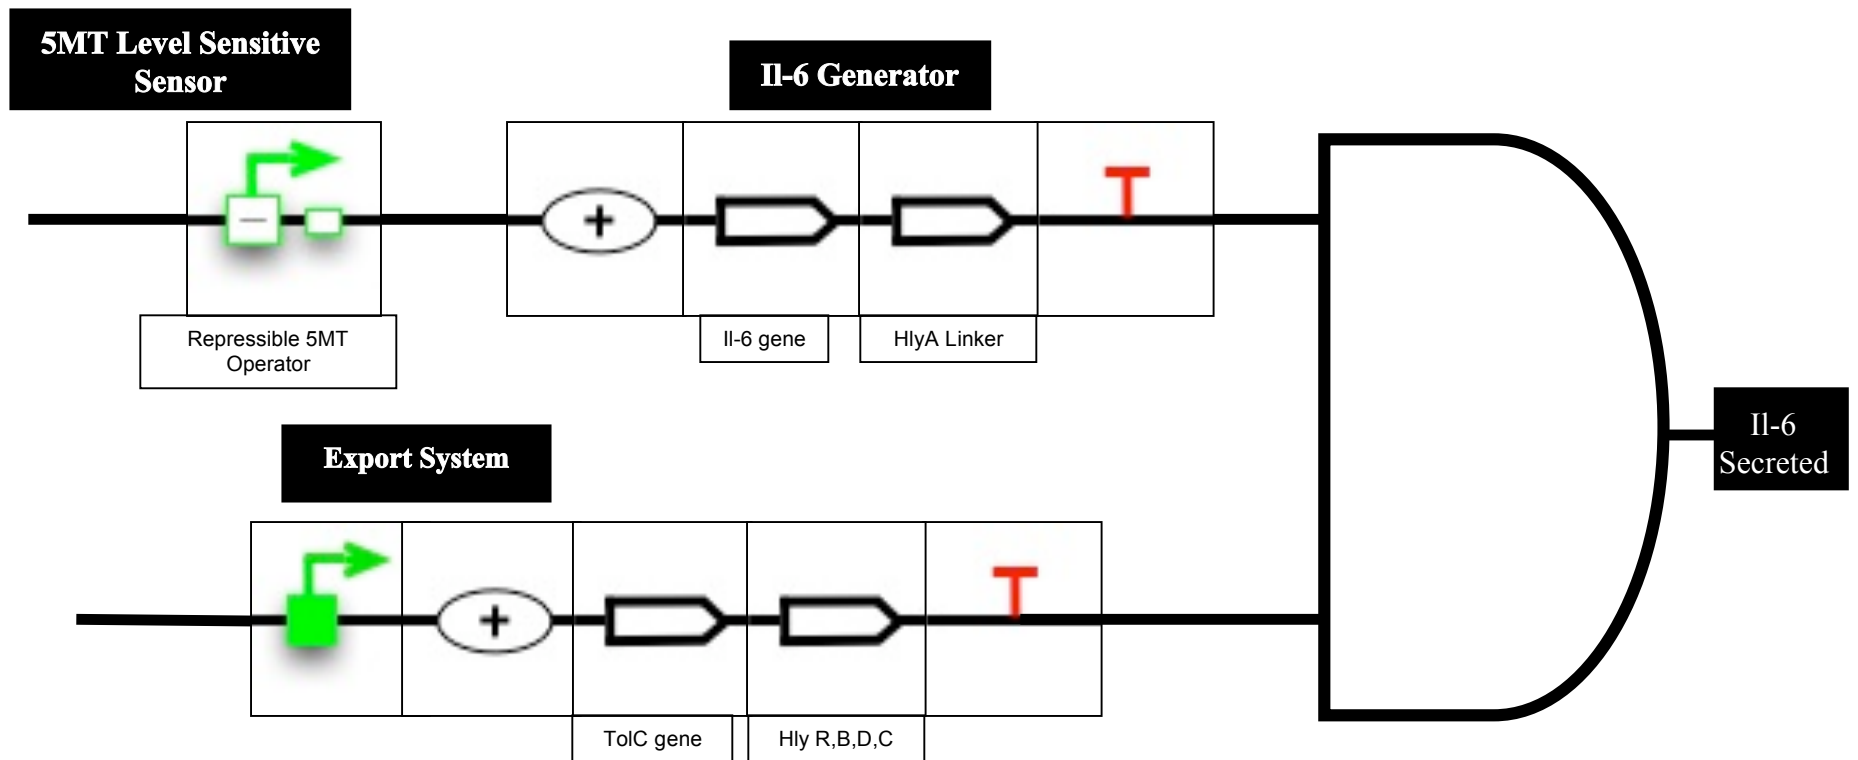 5MT Level Sensitive
Sensor
Il-6 Generator
+
Repressible 5MT
Operator
Il-6 gene
HlyA Linker
Export System
Il-6
Secreted
+
TolC gene
Hly R,B,D,C